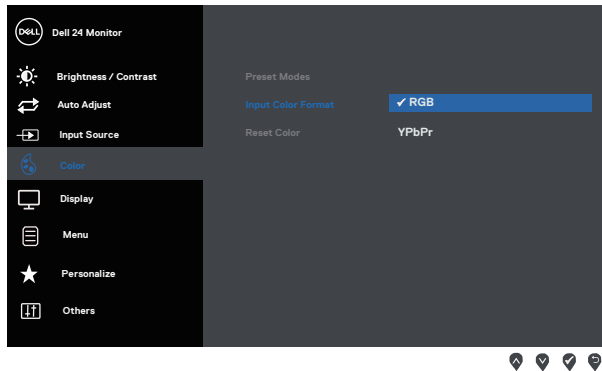 DELL Dell 24 Monitor
Brightness / Contrast
Preset Modes
Auto Adjust
Input Color Format
✔ RGB
Input Source
Reset Color
YPbPr
Color
Display
Menu
Personalize
Others